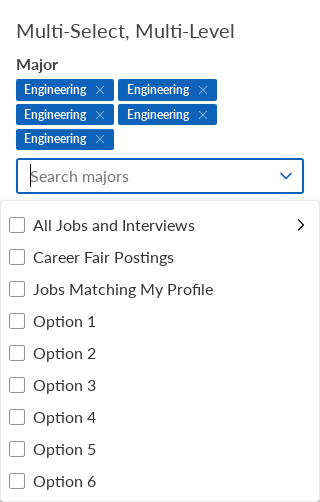 Multi-Select, Multi-Level
Major
Engineering Engineering
Engineering Engineering
Engineering
Search majors
All Jobs and Interviews
Career Fair Postings
Jobs Matching My Profile
Option 1
Option 2
Option 3
Option 4
Option 5
Option 6